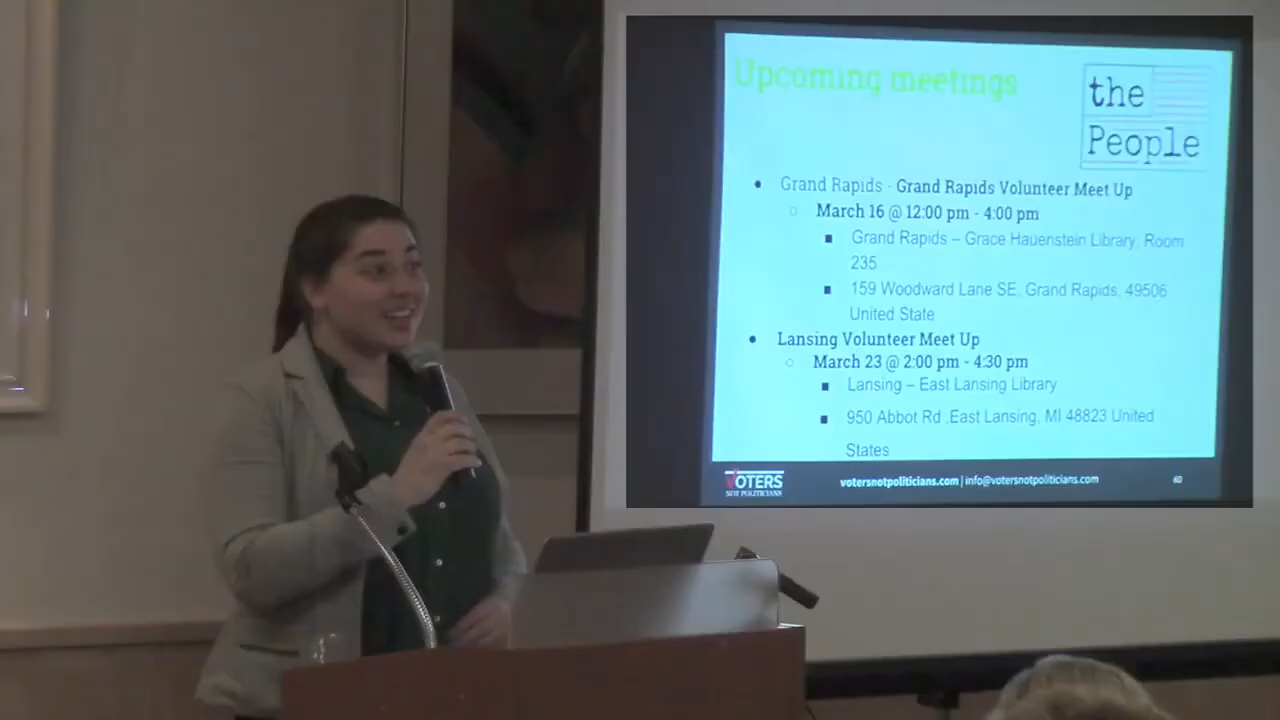 Upcoming meetings
the
People
• Grand Rapids - Grand Rapids Volunteer Meet Up
○ March 16 @ 12:00 pm - 4:00 pm
■ Grand Rapids – Grace Hauenstein Library, Room
235
■ 159 Woodward Lane SE, Grand Rapids, 49506
United State
• Lansing Volunteer Meet Up
○ March 23 @ 2:00 pm - 4:30 pm
■ Lansing – East Lansing Library
■ 950 Abbot Rd ,East Lansing, MI 48823 United
States
VOTERS
NOT POLITICIANS
votersnotpoliticians.com | info@votersnotpoliticians.com
60